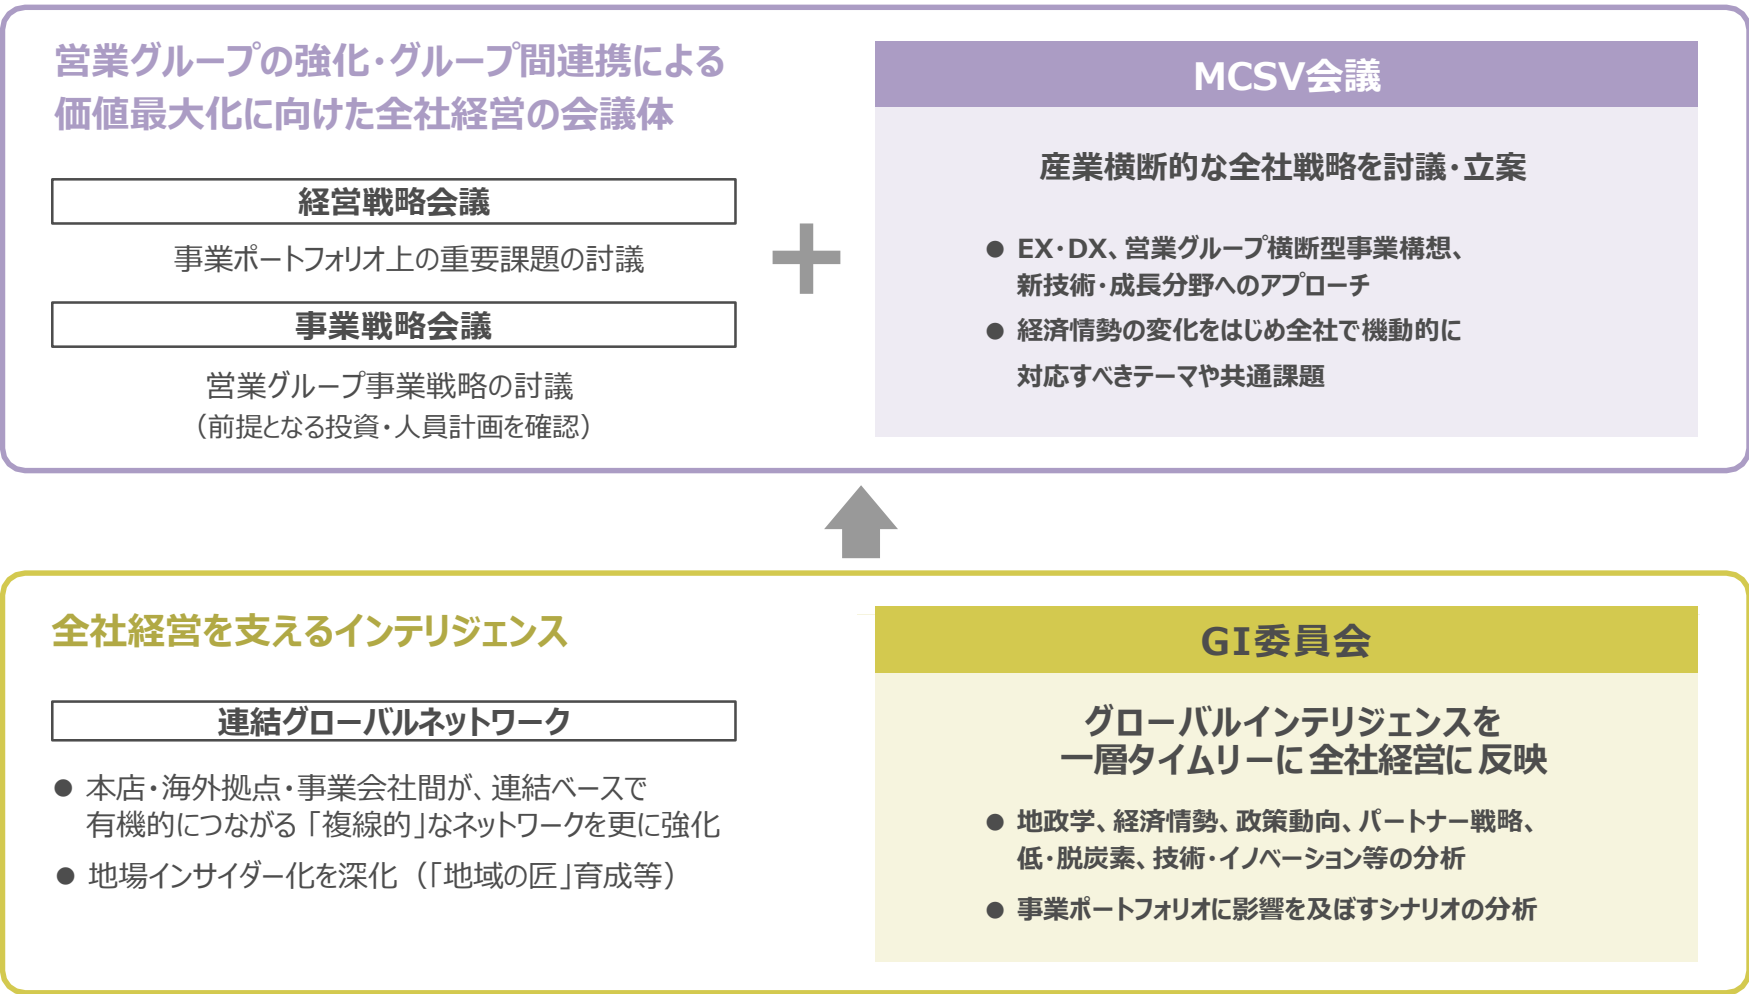 営業グループの強化・グループ間連携による
価値最大化に向けた全社経営の会議体
経営戦略会議
事業ポートフォリオ上の重要課題の討議
事業戦略会議
営業グループ事業戦略の討議
（前提となる投資・人員計画を確認）
MCSV会議
産業横断的な全社戦略を討議・立案
● EX・DX、営業グループ横断型事業構想、
新技術・成長分野へのアプローチ
● 経済情勢の変化をはじめ全社で機動的に
対応すべきテーマや共通課題
全社経営を支えるインテリジェンス
連結グローバルネットワーク
● 本店・海外拠点・事業会社間が、連結ベースで
有機的につながる「複線的」なネットワークを更に強化
● 地場インサイダー化を深化（「地域の匠」育成等）
GI委員会
グローバルインテリジェンスを
一層タイムリーに全社経営に反映
● 地政学、経済情勢、政策動向、パートナー戦略、
低・脱炭素、技術・イノベーション等の分析
● 事業ポートフォリオに影響を及ぼすシナリオの分析